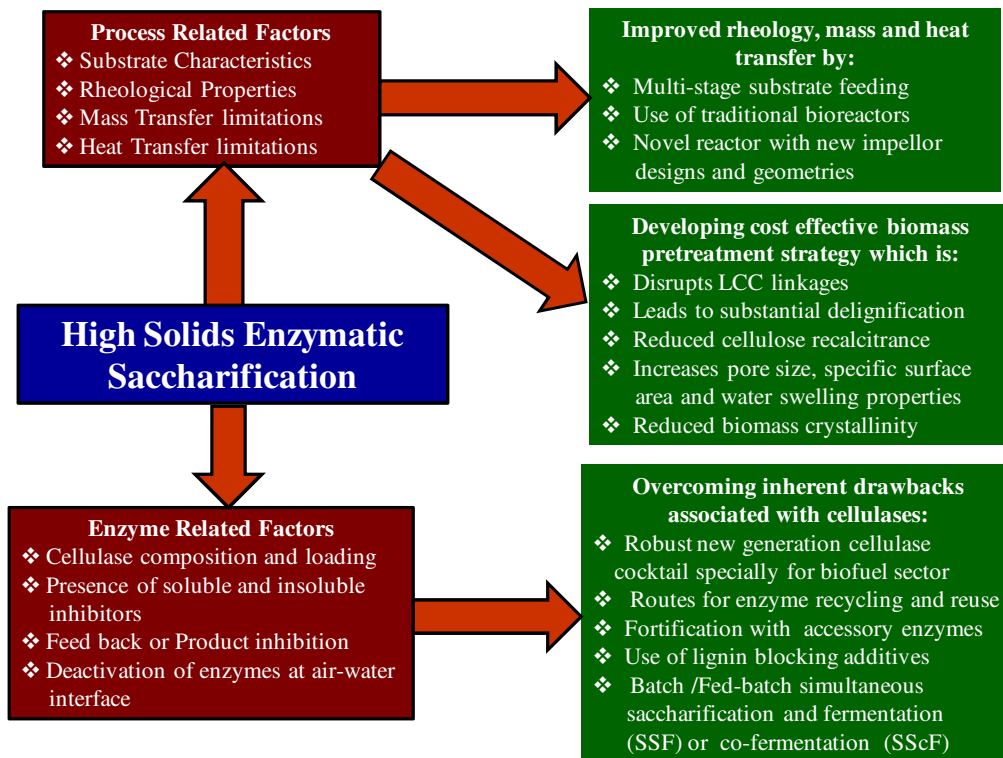 Process Related Factors
❖ Substrate Characteristics
❖ Rheological Properties
❖ Mass Transfer limitations
❖ Heat Transfer limitations
Improved rheology, mass and heat
transfer by:
❖ Multi-stage substrate feeding
❖ Use of traditional bioreactors
❖ Novel reactor with new impellor
designs and geometries
Developing cost effective biomass
pretreatment strategy which is:
❖ Disrupts LCC linkages
❖ Leads to substantial delignification
❖ Reduced cellulose recalcitrance
❖ Increases pore size, specific surface
area and water swelling properties
❖ Reduced biomass crystallinity
High Solids Enzymatic
Saccharification
Enzyme Related Factors
❖ Cellulase composition and loading
❖ Presence of soluble and insoluble
inhibitors
❖ Feed back or Product inhibition
❖ Deactivation of enzymes at air-water
interface
Overcoming inherent drawbacks
associated with cellulases:
❖ Robust new generation cellulase
cocktail specially for biofuel sector
❖ Routes for enzyme recycling and reuse
❖ Fortification with accessory enzymes
❖ Use of lignin blocking additives
❖ Batch /Fed-batch simultaneous
saccharification and fermentation
(SSF) or co-fermentation (SScF)